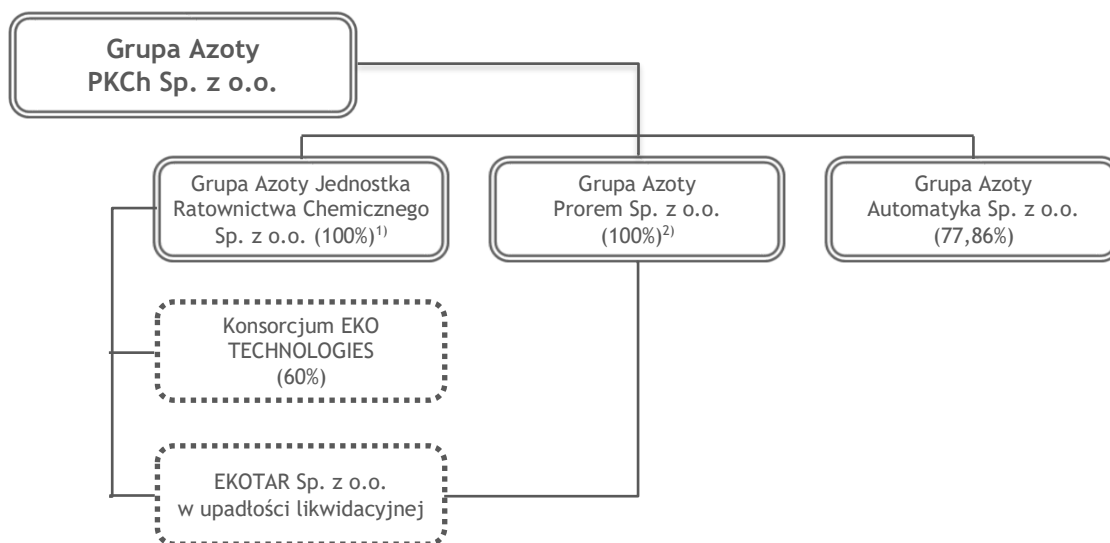 Grupa Azoty
PKCh Sp. z o.o.
Grupa Azoty Jednostka
Ratownictwa Chemicznego
Sp. z o.o. (100%)1)
Grupa Azoty
Prorem Sp. z o.o.
(100%)2)
Grupa Azoty
Automatyka Sp. z o.o.
(77,86%)
Konsorcjum EKO
TECHNOLOGIES
(60%)
EKOTAR Sp. z o.o.
w upadłości likwidacyjnej